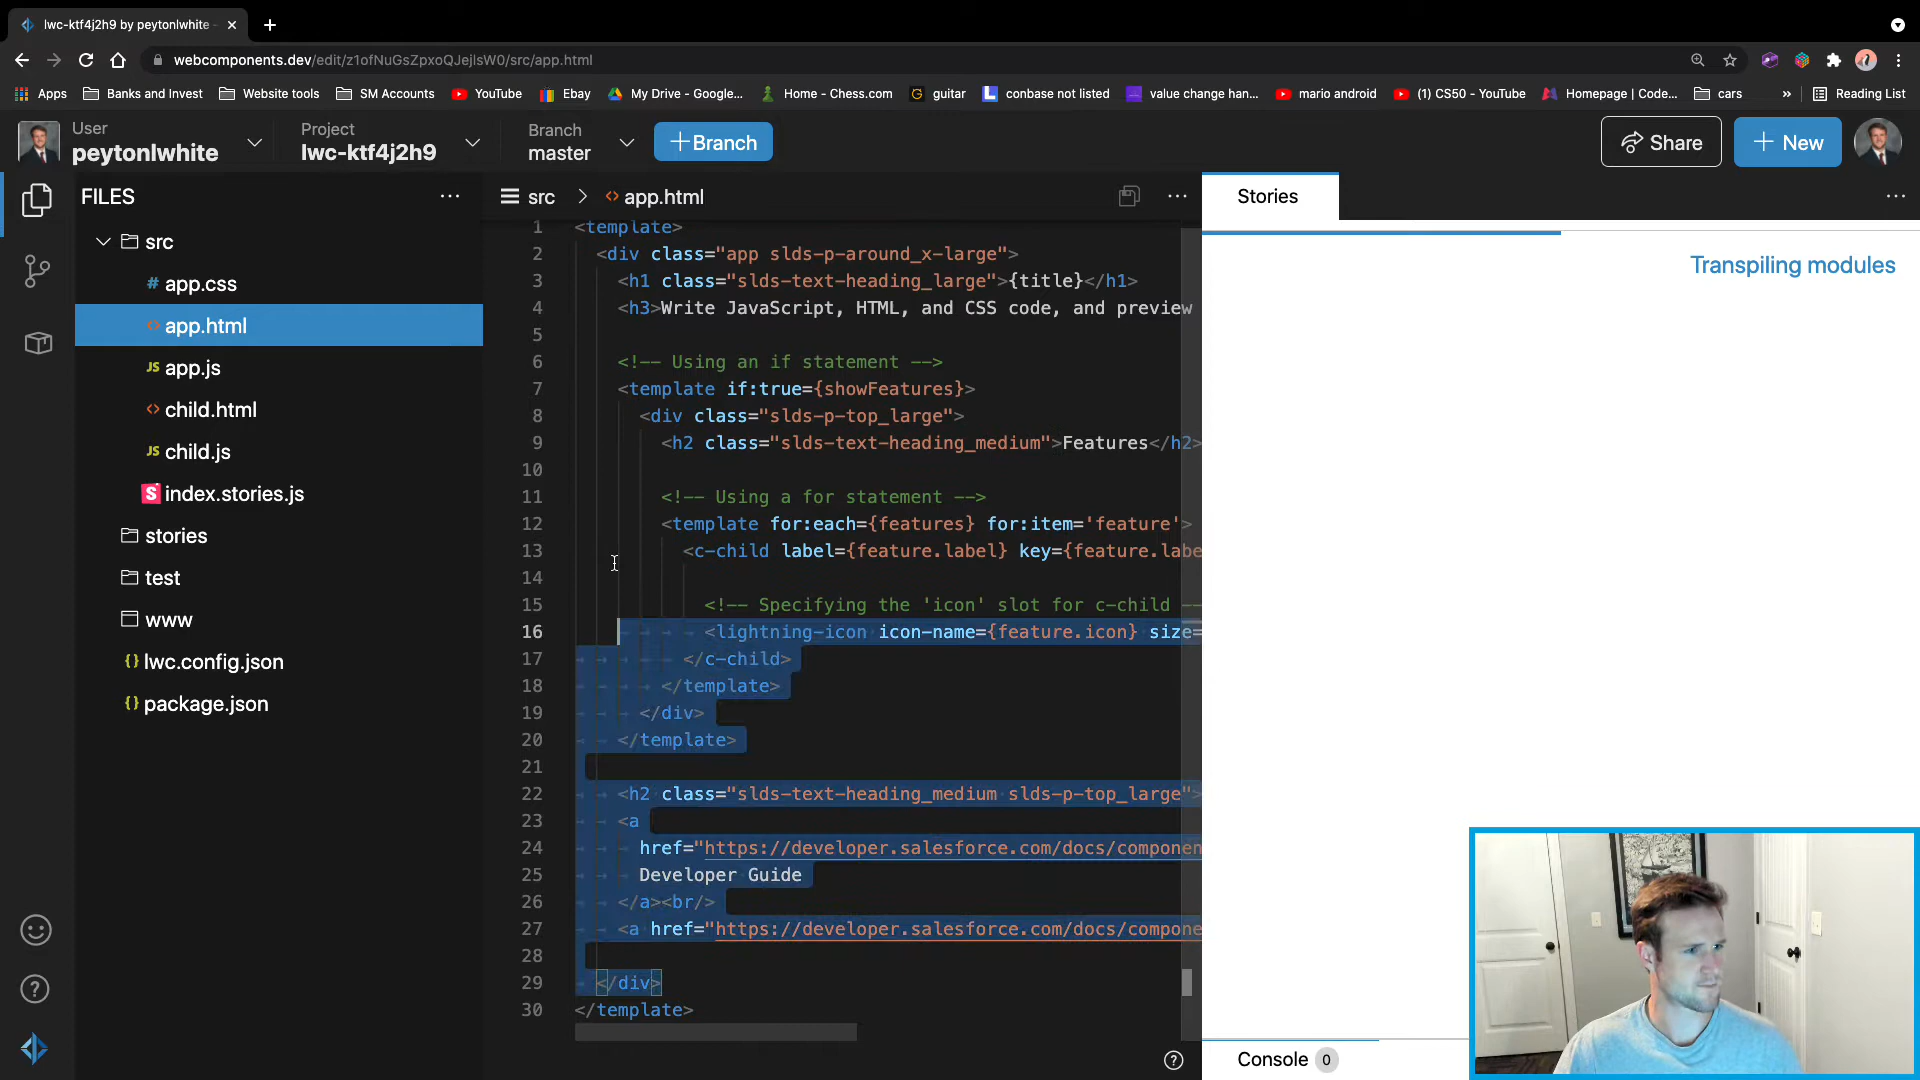 lwc-ktf4j2h9 by peytonlwhite -
webcomponents.dev/edit/z1ofNuGsZpxoQJejlsW0/src/app.html
Apps Banks and Invest Website tools SM Accounts YouTube Ebay My Drive - Google... Home - Chess.com guitar conbase not listed value change han... mario android (1) CS50 - YouTube Homepage | Code... cars » Reading List
User
peytonlwhite
Project
lwc-ktf4j2h9
Branch
master
+Branch
Share
+ New
FILES
src
app.css
app.html
app.js
child.html
child.js
index.stories.js
stories
test
www
lwc.config.json
package.json
src > app.html
1 <template>
2 <div class="app slds-p-around_x-large">
3 <h1 class="slds-text-heading_large">{title}</h1>
4 <h3>Write JavaScript, HTML, and CSS code, and preview
5
6 <!-- Using an if statement -->
7 <template if:true={showFeatures}>
8 <div class="slds-p-top_large">
9 <h2 class="slds-text-heading_medium">Features</h2>
10
11 <!-- Using a for statement -->
12 <template for:each={features} for:item='feature'>
13 <c-child label={feature.label} key={feature.labe
14
15 <!-- Specifying the 'icon' slot for c-child --
16 <lightning-icon icon-name={feature.icon} size=
17 </c-child>
18 </template>
19 </div>
20 </template>
21
22 <h2 class="slds-text-heading_medium slds-p-top_large">
23 <a
24 href="https://developer.salesforce.com/docs/componen
25 Developer Guide
26 </a><br/>
27 <a href="https://developer.salesforce.com/docs/compone
28
29 </div>
30 </template>
Stories
Transpiling modules
Console 0